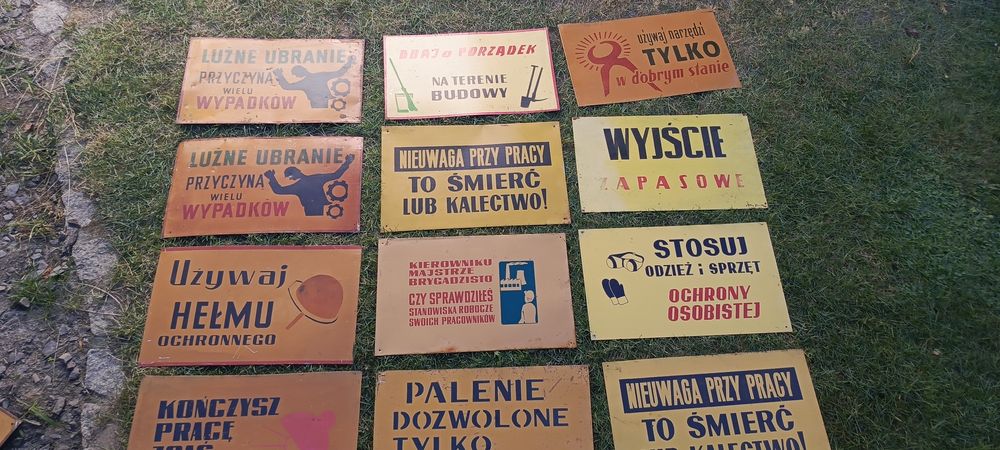 LUŹNE UBRANIE
PRZYCZYNĄ
WIELU
WYPADKÓW
DBAJ o PORZĄDEK
NA TERENIE
BUDOWY
używaj narzędzi
TYLKO
w dobrym stanie
LUŹNE UBRANIE
PRZYCZYNĄ
WIELU
WYPADKÓW
NIEUWAGA PRZY PRACY
TO ŚMIERĆ
LUB KALECTWO!
WYJŚCIE
ZAPASOWE
Używaj
HEŁMU
OCHRONNEGO
KIEROWNIKU
MAJSTRZE
BRYGADZISTO
CZY SPRAWDZIŁEŚ
STANOWISKA ROBOCZE
SWOICH PRACOWNIKÓW
STOSUJ
ODZIEŻ i SPRZĘT
OCHRONY
OSOBISTEJ
KOŃCZYSZ
PRACĘ
PALENIE
DOZWOLONE
TYLKO
NIEUWAGA PRZY PRACY
TO ŚMIERĆ
LUB KALECTWO!